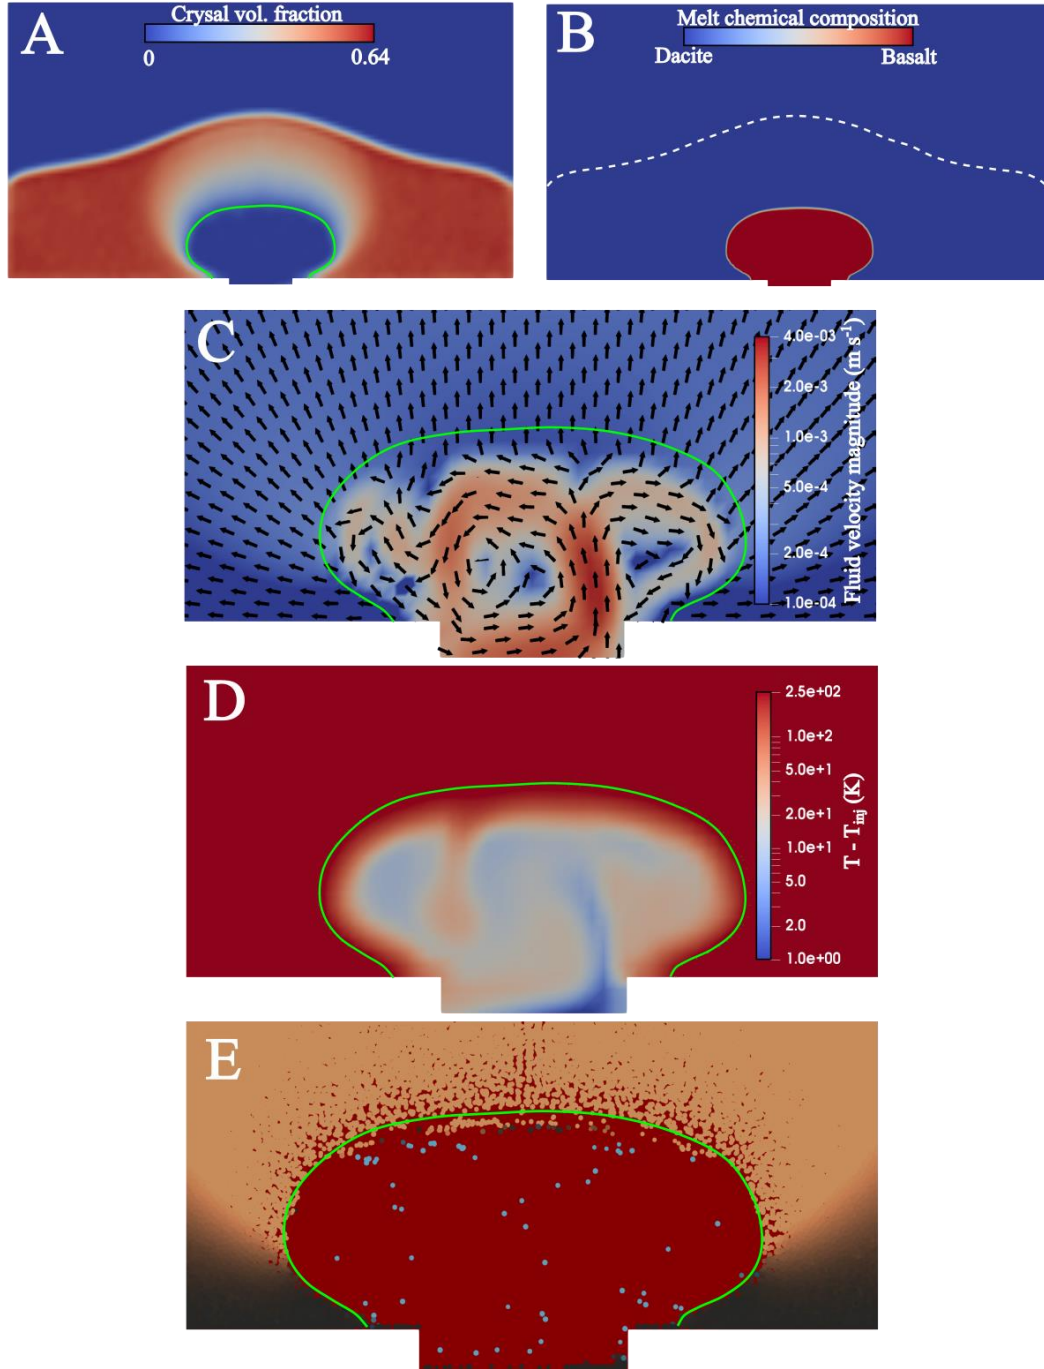 A
Crysal vol. fraction
0
0.64
B
Melt chemical composition
Dacite
Basalt
C
4.0e-03
2.0e-3
1.0e-3
5.0e-4
2.0e-4
1.0e-04
Fluid velocity magnitude (m s⁻¹)
D
2.5e+02
1.0e+2
5.0e+1
2.0e+1
1.0e+1
5.0
2.0
1.0e+00
T - Tinj (K)
E